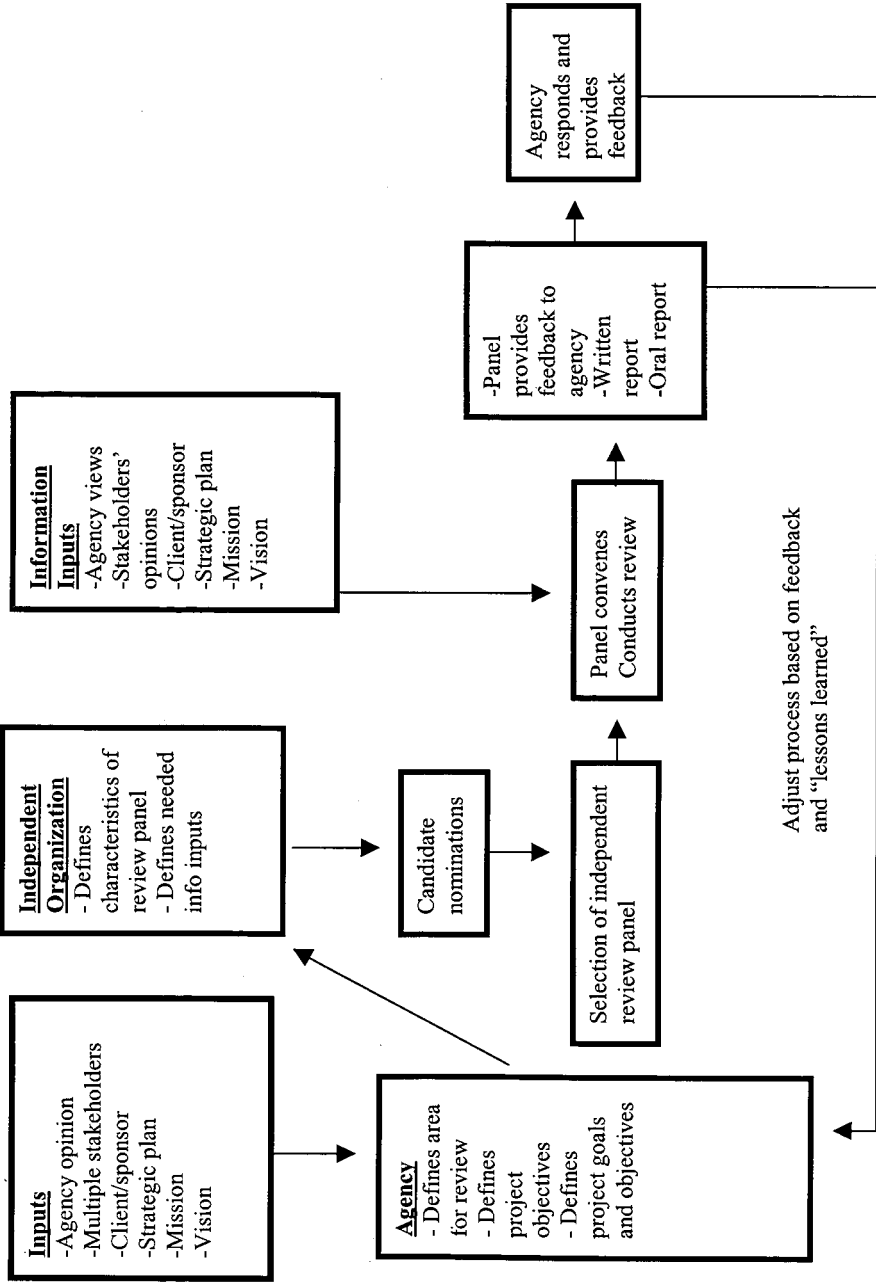 Inputs
-Agency opinion
-Multiple stakeholders
-Client/sponsor
-Strategic plan
-Mission
-Vision
Agency
- Defines area
for review
- Defines
project
objectives
- Defines
project goals
and objectives
Independent
Organization
- Defines
characteristics of
review panel
- Defines needed
info inputs
Candidate
nominations
Selection of independent
review panel
Information
Inputs
-Agency views
-Stakeholders’
opinions
-Client/sponsor
-Strategic plan
-Mission
-Vision
Panel convenes
Conducts review
-Panel
provides
feedback to
agency
-Written
report
-Oral report
Agency
responds and
provides
feedback
Adjust process based on feedback
and “lessons learned”